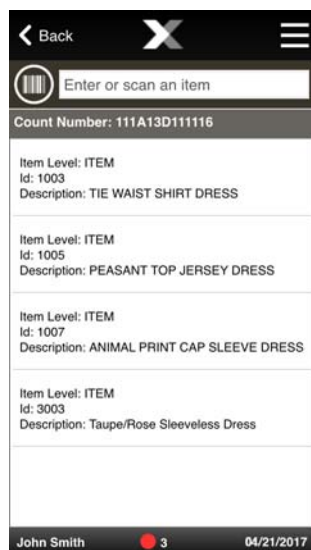 Back
Enter or scan an item
Count Number: 111A13D111116
Item Level: ITEM
Id: 1003
Description: TIE WAIST SHIRT DRESS
Item Level: ITEM
Id: 1005
Description: PEASANT TOP JERSEY DRESS
Item Level: ITEM
Id: 1007
Description: ANIMAL PRINT CAP SLEEVE DRESS
Item Level: ITEM
Id: 3003
Description: Taupe/Rose Sleeveless Dress
John Smith 3 04/21/2017